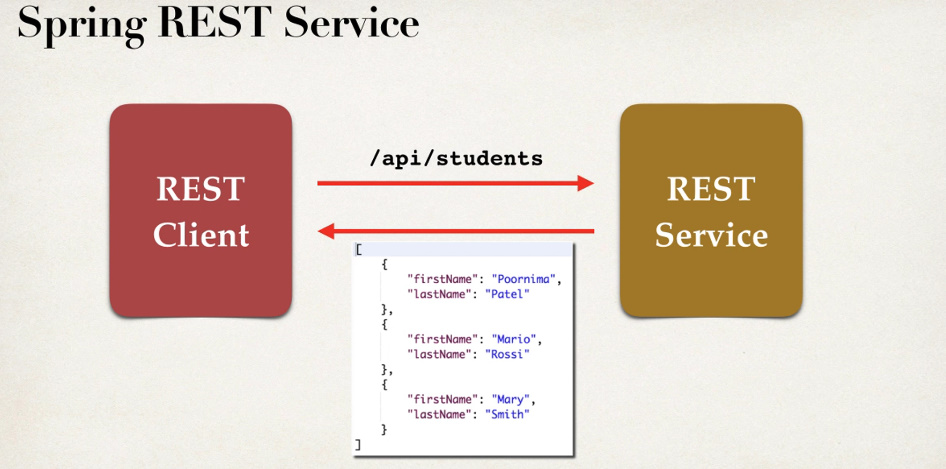 Spring REST Service
REST
Client
/api/students
REST
Service
[
    {
        "firstName": "Poornima",
        "lastName": "Patel"
    },
    {
        "firstName": "Mario",
        "lastName": "Rossi"
    },
    {
        "firstName": "Mary",
        "lastName": "Smith"
    }
]